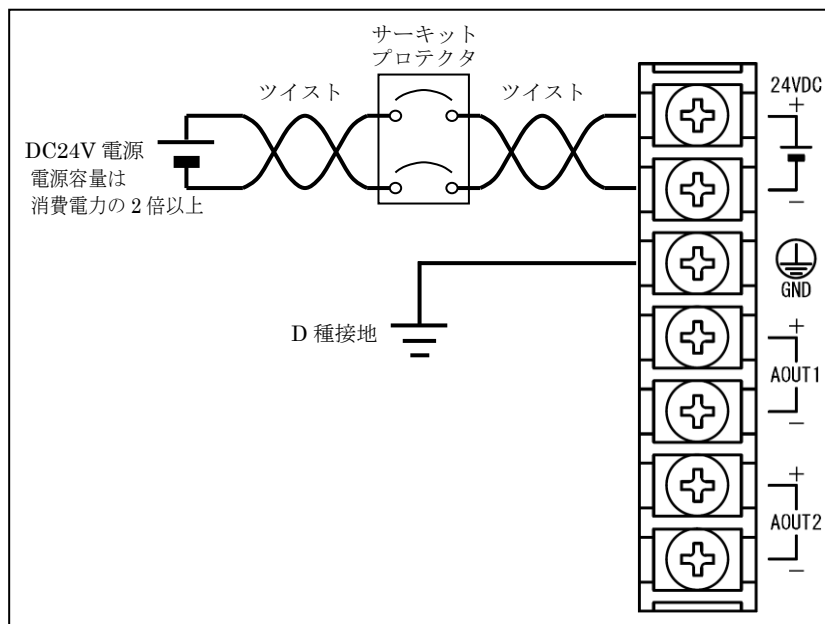 サーキット
プロテクタ
ツイスト
ツイスト
24VDC
+
−
DC24V 電源
電源容量は
消費電力の 2 倍以上
GND
D 種接地
+
AOUT1
−
+
AOUT2
−